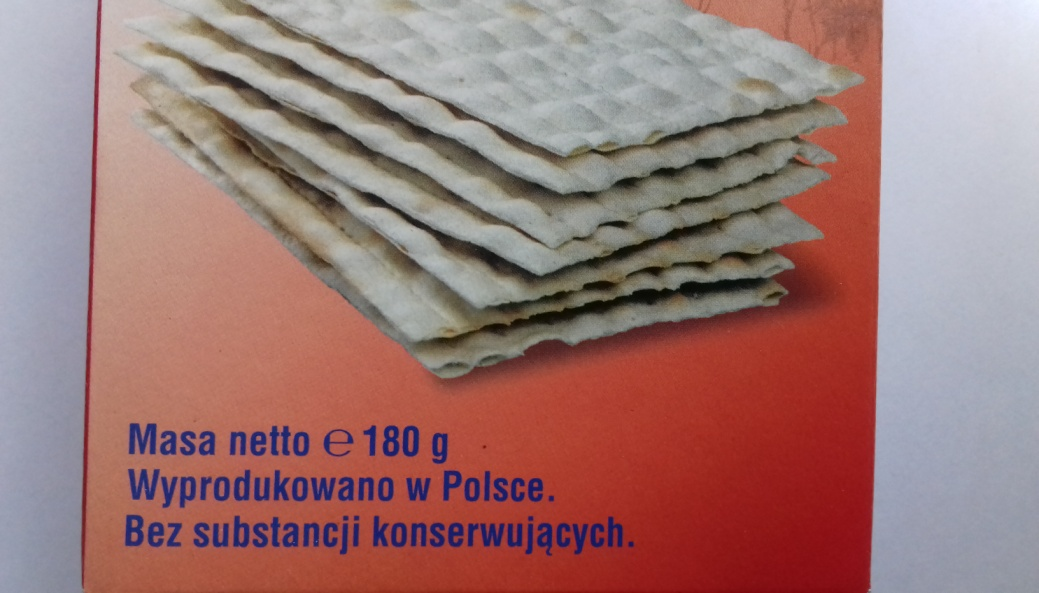 Masa netto ℮ 180 g
Wyprodukowano w Polsce.
Bez substancji konserwujących.